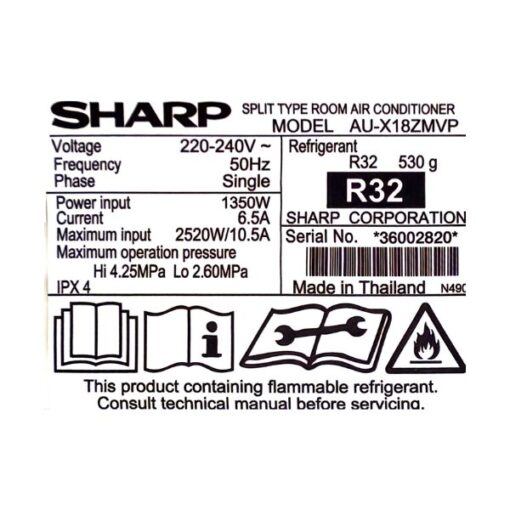 SHARP SPLIT TYPE ROOM AIR CONDITIONER
MODEL AU-X18ZMVP
Voltage 220-240V ~
Frequency 50Hz
Phase Single
Power input 1350W
Current 6.5A
Maximum input 2520W/10.5A
Maximum operation pressure
Hi 4.25MPa Lo 2.60MPa
IPX 4
Refrigerant
R32 530 g
R32
SHARP CORPORATION
Serial No. *36002820*
Made in Thailand N490
This product containing flammable refrigerant.
Consult technical manual before servicing.